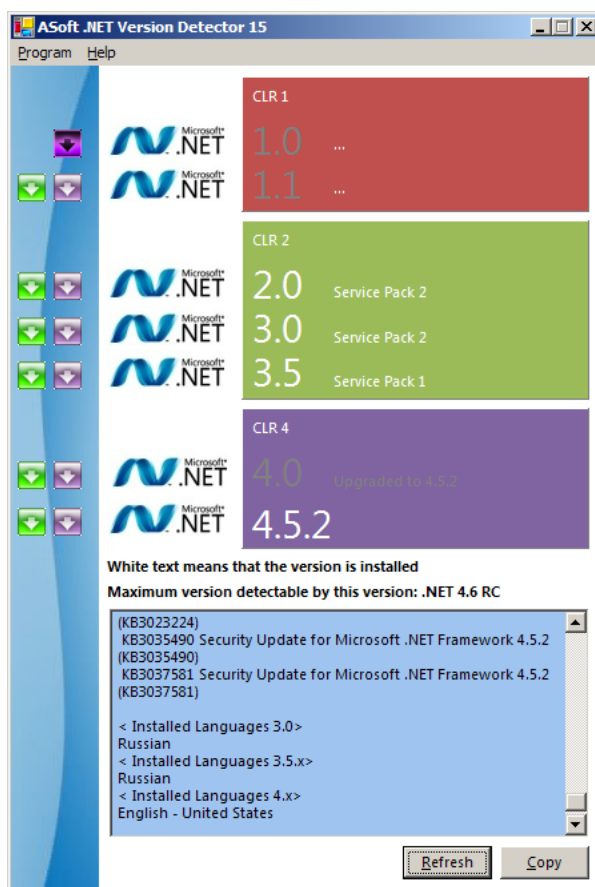 ASoft .NET Version Detector 15
Program Help
CLR 1
Microsoft® .NET 1.0 ...
Microsoft® .NET 1.1 ...
CLR 2
Microsoft® .NET 2.0 Service Pack 2
Microsoft® .NET 3.0 Service Pack 2
Microsoft® .NET 3.5 Service Pack 1
CLR 4
Microsoft® .NET 4.0 Upgraded to 4.5.2
Microsoft® .NET 4.5.2
White text means that the version is installed
Maximum version detectable by this version: .NET 4.6 RC
(KB3023224)
KB3035490 Security Update for Microsoft .NET Framework 4.5.2
(KB3035490)
KB3037581 Security Update for Microsoft .NET Framework 4.5.2
(KB3037581)
< Installed Languages 3.0>
Russian
< Installed Languages 3.5.x>
Russian
< Installed Languages 4.x>
English - United States
Refresh Copy